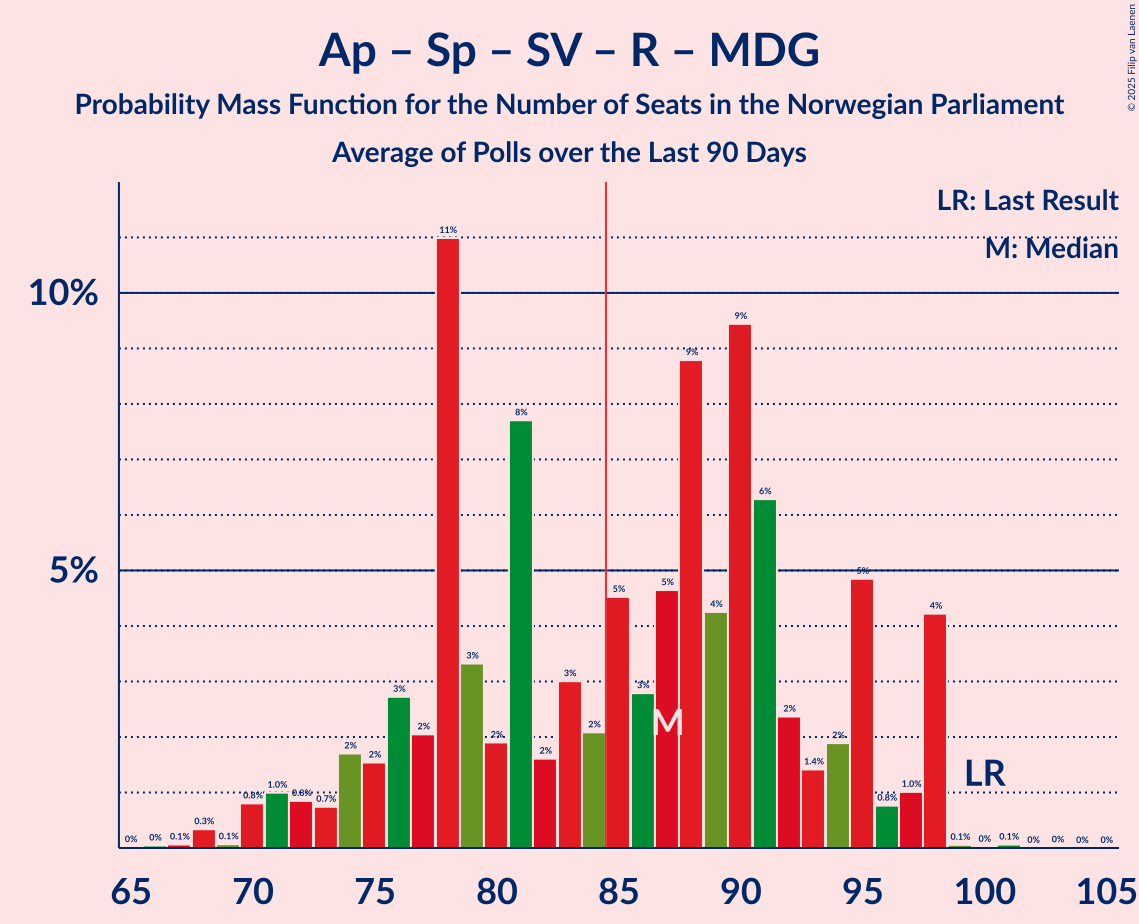 Ap – Sp – SV – R – MDG
Probability Mass Function for the Number of Seats in the Norwegian Parliament
Average of Polls over the Last 90 Days
© 2025 Filip van Laenen
LR: Last Result
M: Median
10%
5%
0% 0% 0.1% 0.3% 0.1% 0.8% 1.0% 0.8% 0.7% 2% 2% 3% 2% 11% 3% 2% 8% 2% 3% 2% 5% 3% 5% 9% 4% 9% 6% 2% 1.4% 2% 5% 0.8% 1.0% 4% 0.1% 0% 0.1% 0% 0% 0% 0%
M
LR
65 70 75 80 85 90 95 100 105